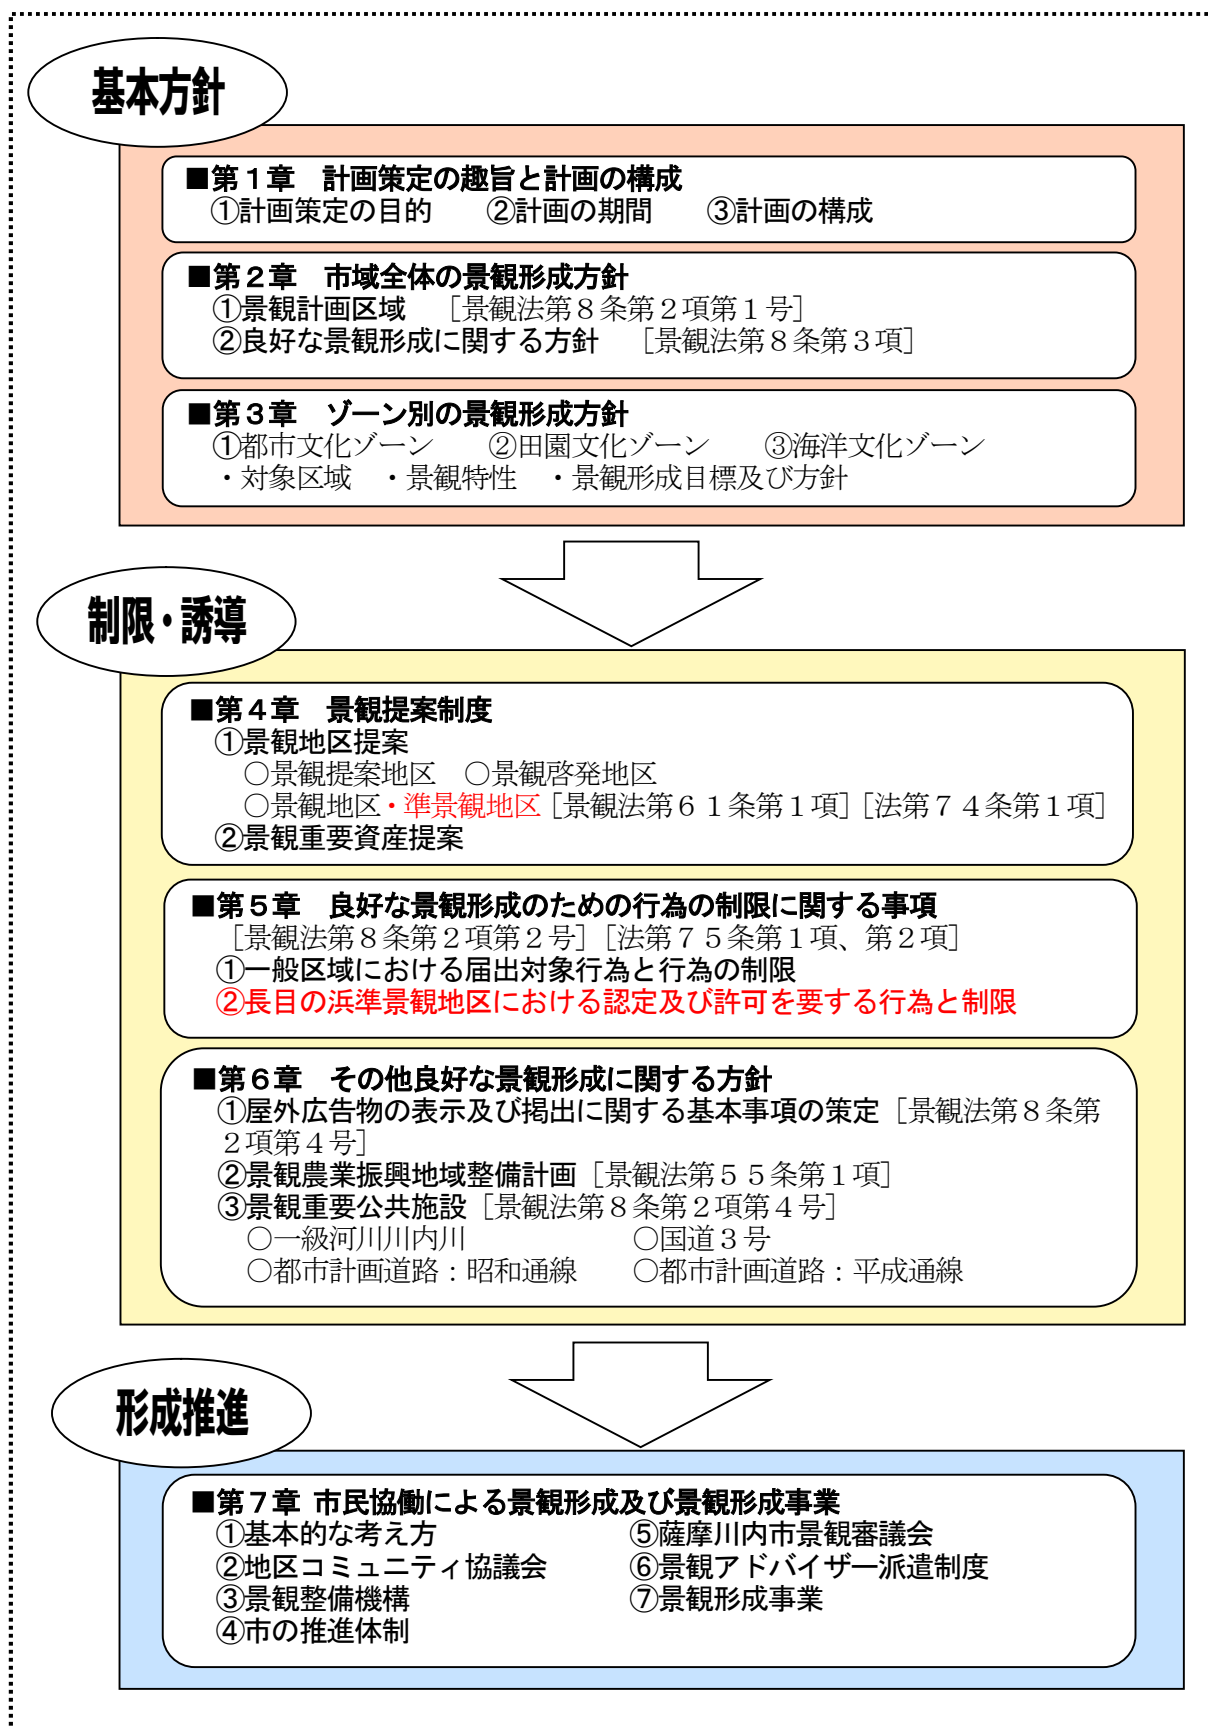 基本方針
■第１章　計画策定の趣旨と計画の構成
①計画策定の目的　　②計画の期間　　③計画の構成
■第２章　市域全体の景観形成方針
①景観計画区域　［景観法第８条第２項第１号］
②良好な景観形成に関する方針　［景観法第８条第３項］
■第３章　ゾーン別の景観形成方針
①都市文化ゾーン　　②田園文化ゾーン　　③海洋文化ゾーン
・対象区域　・景観特性　・景観形成目標及び方針
制限・誘導
■第４章　景観提案制度
①景観地区提案
○景観提案地区　○景観啓発地区
○景観地区・準景観地区［景観法第６１条第１項］［法第７４条第１項］
②景観重要資産提案
■第５章　良好な景観形成のための行為の制限に関する事項
［景観法第８条第２項第２号］［法第７５条第１項、第２項］
①一般区域における届出対象行為と行為の制限
②長目の浜準景観地区における認定及び許可を要する行為と制限
■第６章　その他良好な景観形成に関する方針
①屋外広告物の表示及び掲出に関する基本事項の策定［景観法第８条第
２項第４号］
②景観農業振興地域整備計画［景観法第５５条第１項］
③景観重要公共施設［景観法第８条第２項第４号］
○一級河川川内川　　○国道３号
○都市計画道路：昭和通線　　○都市計画道路：平成通線
形成推進
■第７章 市民協働による景観形成及び景観形成事業
①基本的な考え方　　⑤薩摩川内市景観審議会
②地区コミュニティ協議会　　⑥景観アドバイザー派遣制度
③景観整備機構　　⑦景観形成事業
④市の推進体制